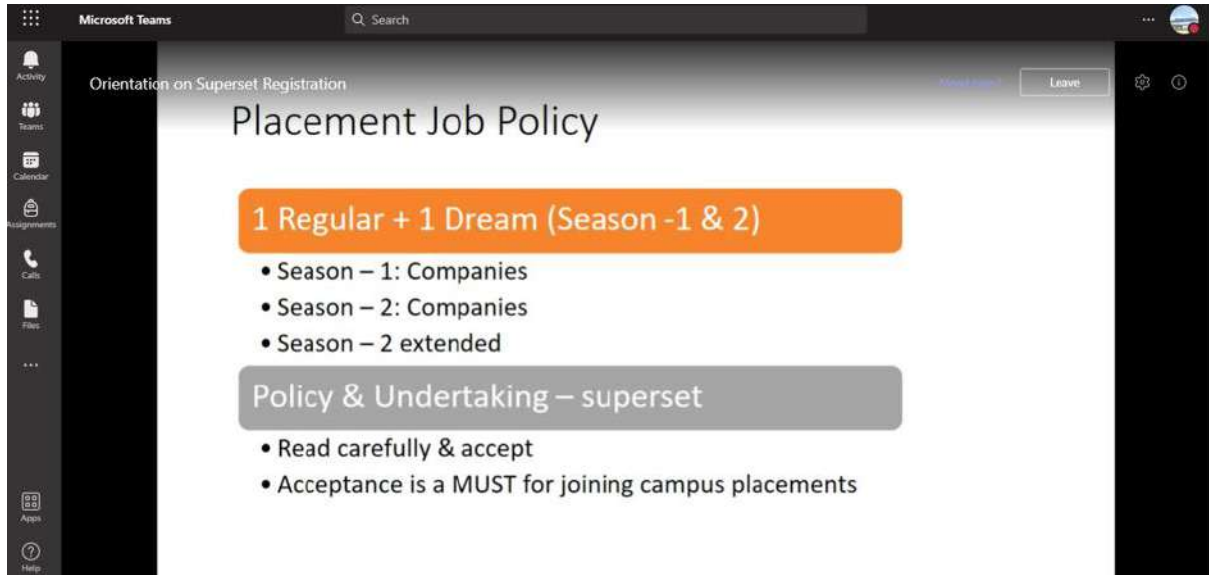 Microsoft Teams
Search
Activity
Orientation on Superset Registration
Need help?
Leave
Teams
Placement Job Policy
Calendar
1 Regular + 1 Dream (Season -1 & 2)
Assignments
• Season – 1: Companies
Calls
• Season – 2: Companies
Files
• Season – 2 extended
Policy & Undertaking – superset
• Read carefully & accept
• Acceptance is a MUST for joining campus placements
Apps
Help